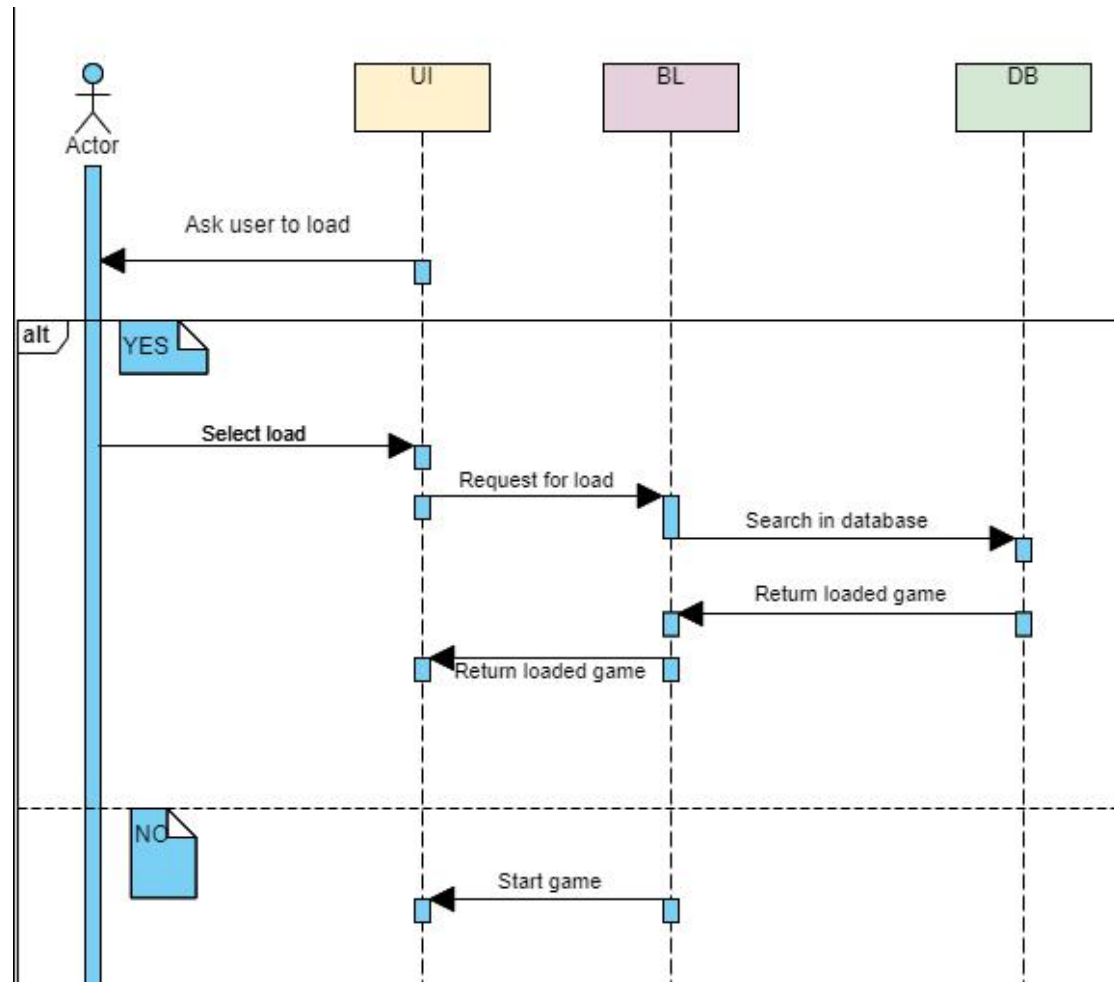 UI
BL
DB
Actor
Ask user to load
alt
YES
Select load
Request for load
Search in database
Return loaded game
Return loaded game
NO
Start game